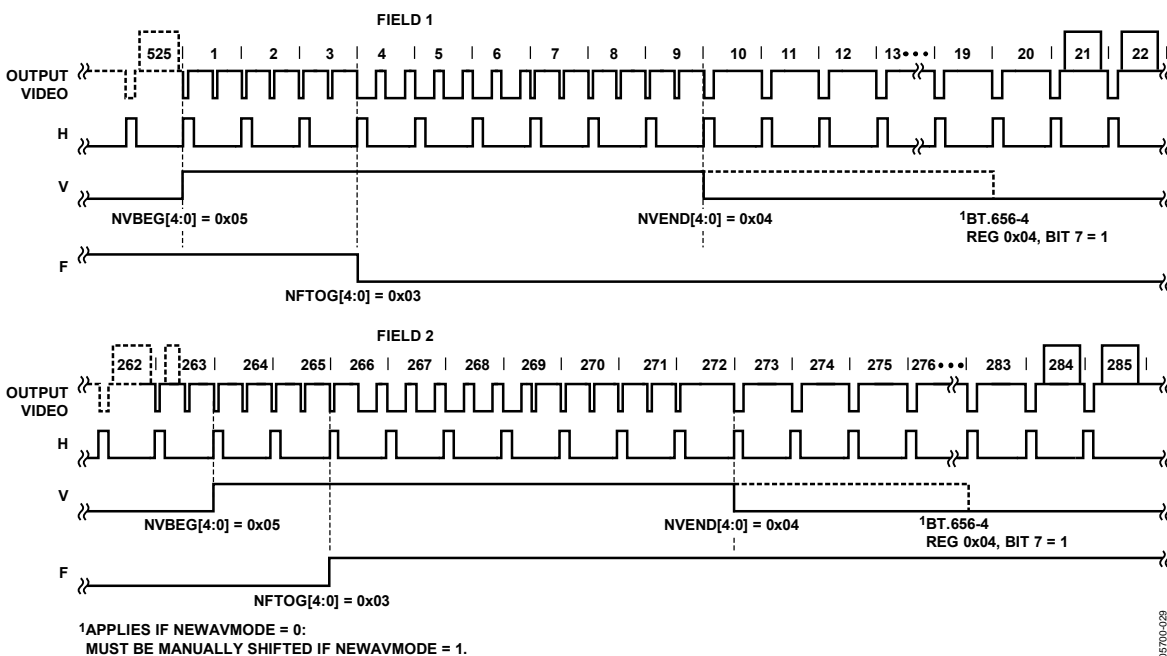 FIELD 1
525 1 2 3 4 5 6 7 8 9 10 11 12 13 19 20 21 22
OUTPUT
VIDEO
H
V
NVBEG[4:0] = 0x05
NVEND[4:0] = 0x04
1BT.656-4
REG 0x04, BIT 7 = 1
F
NFTOG[4:0] = 0x03
FIELD 2
262 263 264 265 266 267 268 269 270 271 272 273 274 275 276 283 284 285
OUTPUT
VIDEO
H
V
NVBEG[4:0] = 0x05
NVEND[4:0] = 0x04
1BT.656-4
REG 0x04, BIT 7 = 1
F
NFTOG[4:0] = 0x03
1APPLIES IF NEWAVMODE = 0:
MUST BE MANUALLY SHIFTED IF NEWAVMODE = 1.
05700-029